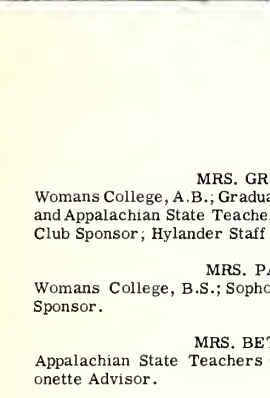 MRS. GR
Womans College, A.B.; Gradua
and Appalachian State Teache
Club Sponsor; Hylander Staff
MRS. PA
Womans College, B.S.; Sopho
Sponsor.
MRS. BET
Appalachian State Teachers
onette Advisor.